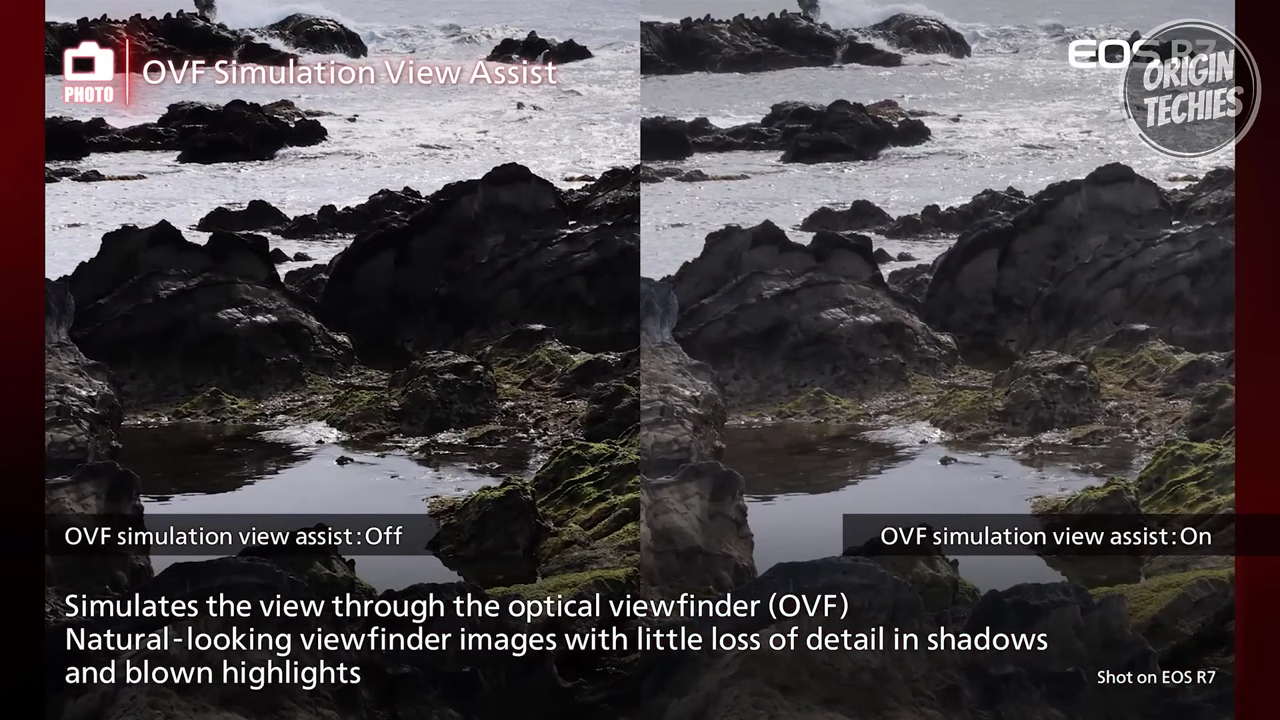 PHOTO
OVF Simulation View Assist
EOS R7
ORIGIN
TECHIES
OVF simulation view assist:Off
OVF simulation view assist:On
Simulates the view through the optical viewfinder (OVF)
Natural-looking viewfinder images with little loss of detail in shadows
and blown highlights
Shot on EOS R7